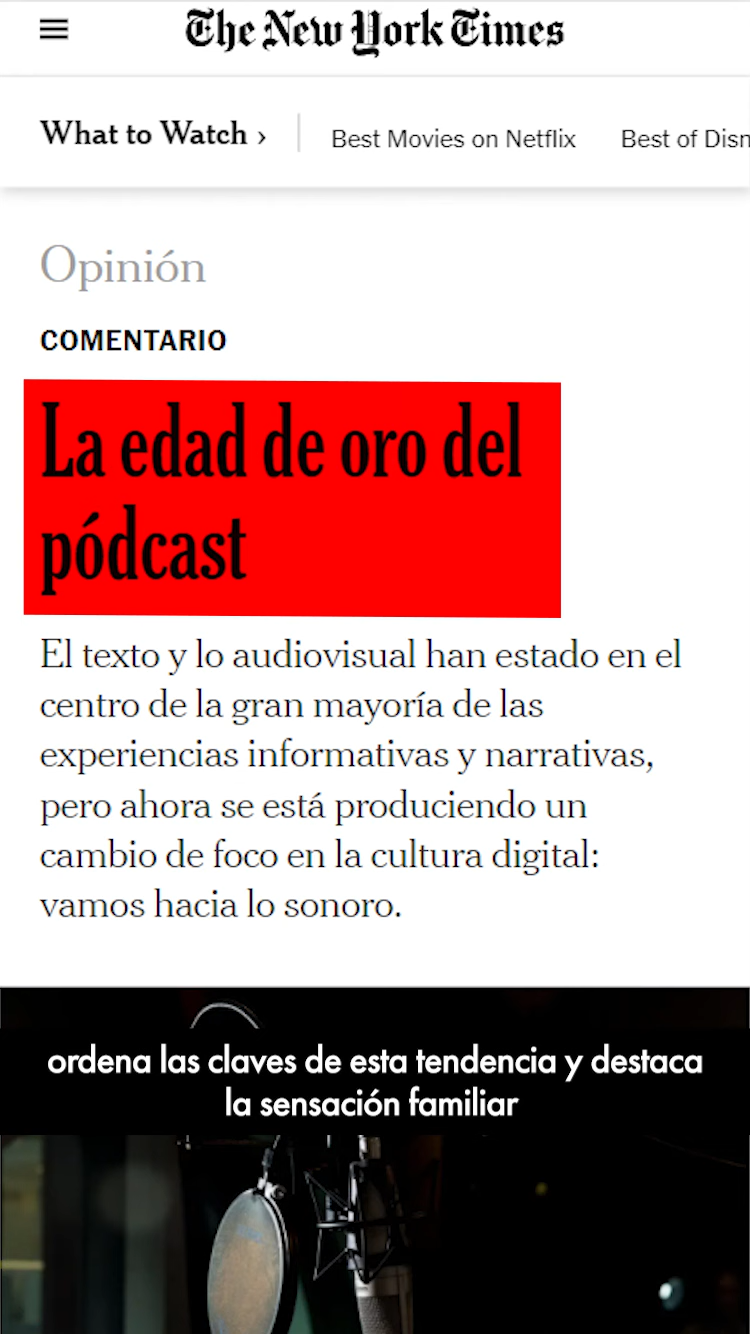 The New York Times
What to Watch ›
Best Movies on Netflix
Best of Disn
Opinión
COMENTARIO
La edad de oro del
pódcast
El texto y lo audiovisual han estado en el
centro de la gran mayoría de las
experiencias informativas y narrativas,
pero ahora se está produciendo un
cambio de foco en la cultura digital:
vamos hacia lo sonoro.
ordena las claves de esta tendencia y destaca
la sensación familiar